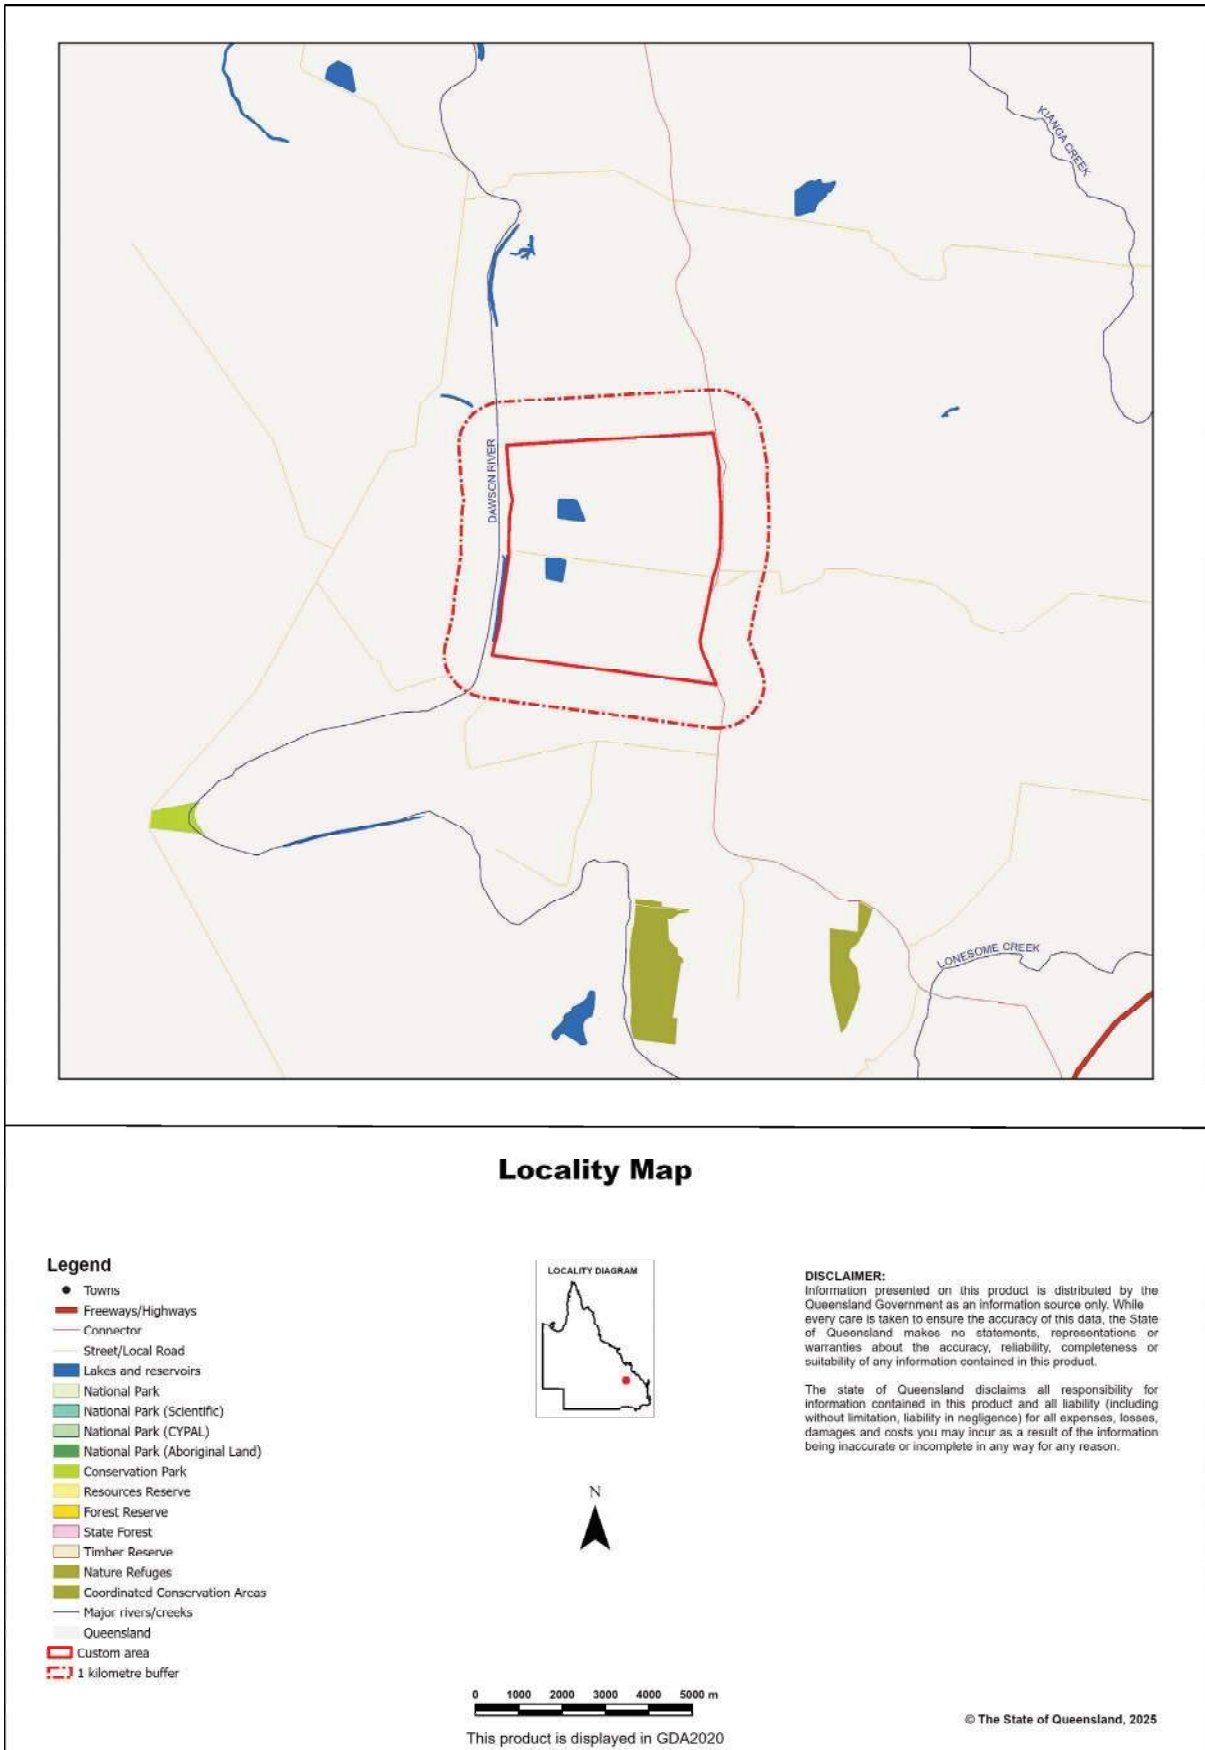 KIANGA CREEK
DAWSON RIVER
LONESOME CREEK
Locality Map
Legend
Towns
Freeways/Highways
Connector
Street/Local Road
Lakes and reservoirs
National Park
National Park (Scientific)
National Park (CYPAL)
National Park (Aboriginal Land)
Conservation Park
Resources Reserve
Forest Reserve
State Forest
Timber Reserve
Nature Refuges
Coordinated Conservation Areas
Major rivers/creeks
Queensland
Custom area
1 kilometre buffer
LOCALITY DIAGRAM
N
0 1000 2000 3000 4000 5000 m
This product is displayed in GDA2020
DISCLAIMER:
Information presented on this product is distributed by the
Queensland Government as an information source only. While
every care is taken to ensure the accuracy of this data, the State
of Queensland makes no statements, representations or
warranties about the accuracy, reliability, completeness or
suitability of any information contained in this product.
The state of Queensland disclaims all responsibility for
information contained in this product and all liability (including
without limitation, liability in negligence) for all expenses, losses,
damages and costs you may incur as a result of the information
being inaccurate or incomplete in any way for any reason.
© The State of Queensland, 2025